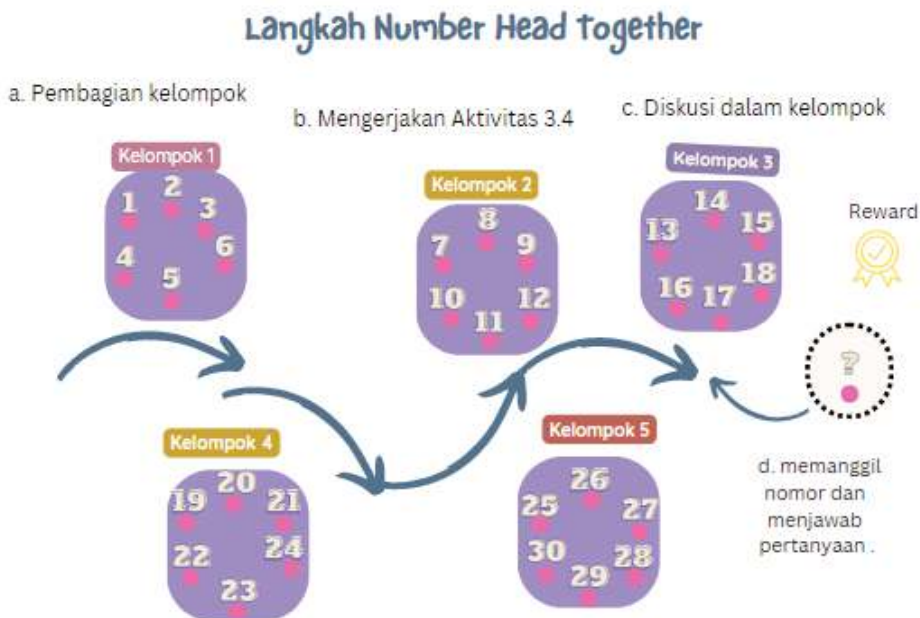 Langkah Number Head Together
a. Pembagian kelompok
b. Mengerjakan Aktivitas 3.4
c. Diskusi dalam kelompok
Kelompok 1
1
2
3
4
5
6
Kelompok 2
7
8
9
10
11
12
Kelompok 3
13
14
15
16
17
18
Reward
?
Kelompok 4
19
20
21
22
23
24
Kelompok 5
25
26
27
30
29
28
d. memanggil
nomor dan
menjawab
pertanyaan .